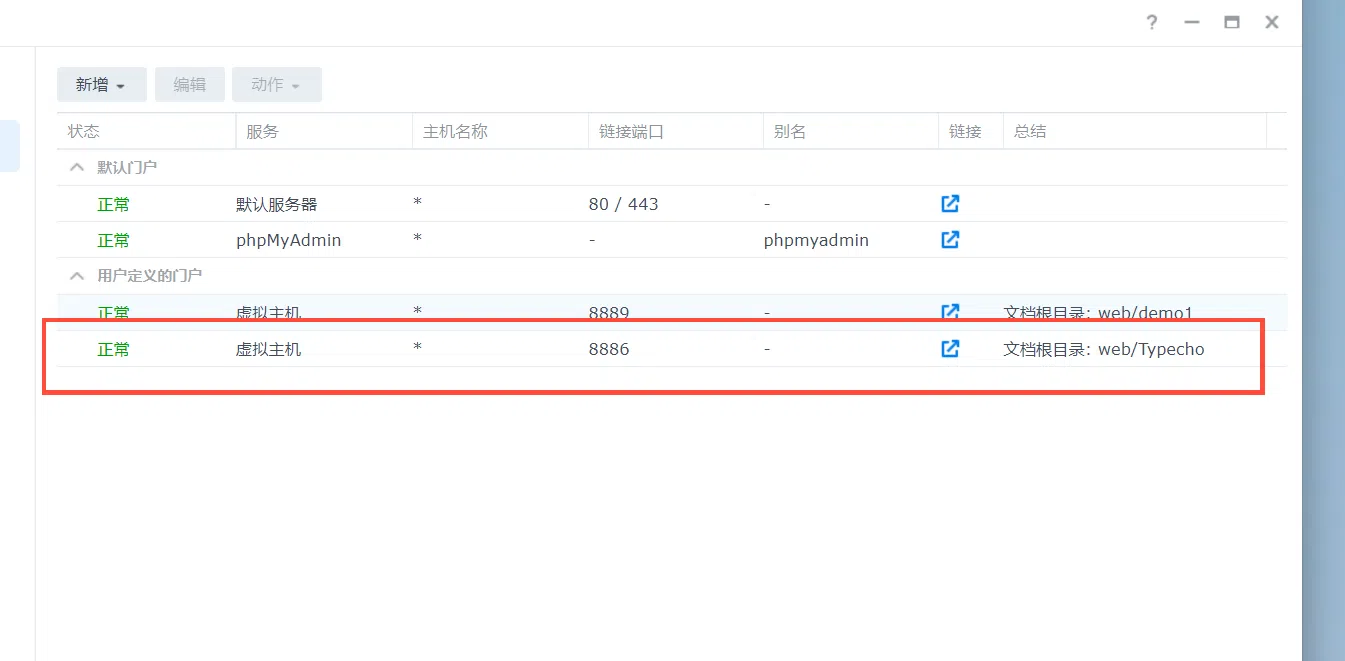 ?
新增 编辑 动作
状态 服务 主机名称 链接端口 别名 链接 总结
默认门户
正常 默认服务器 * 80 / 443 -
正常 phpMyAdmin * - phpmyadmin
用户定义的门户
正常 虚拟主机 * 8889 - 文档根目录: web/demo1
正常 虚拟主机 * 8886 - 文档根目录: web/Typecho